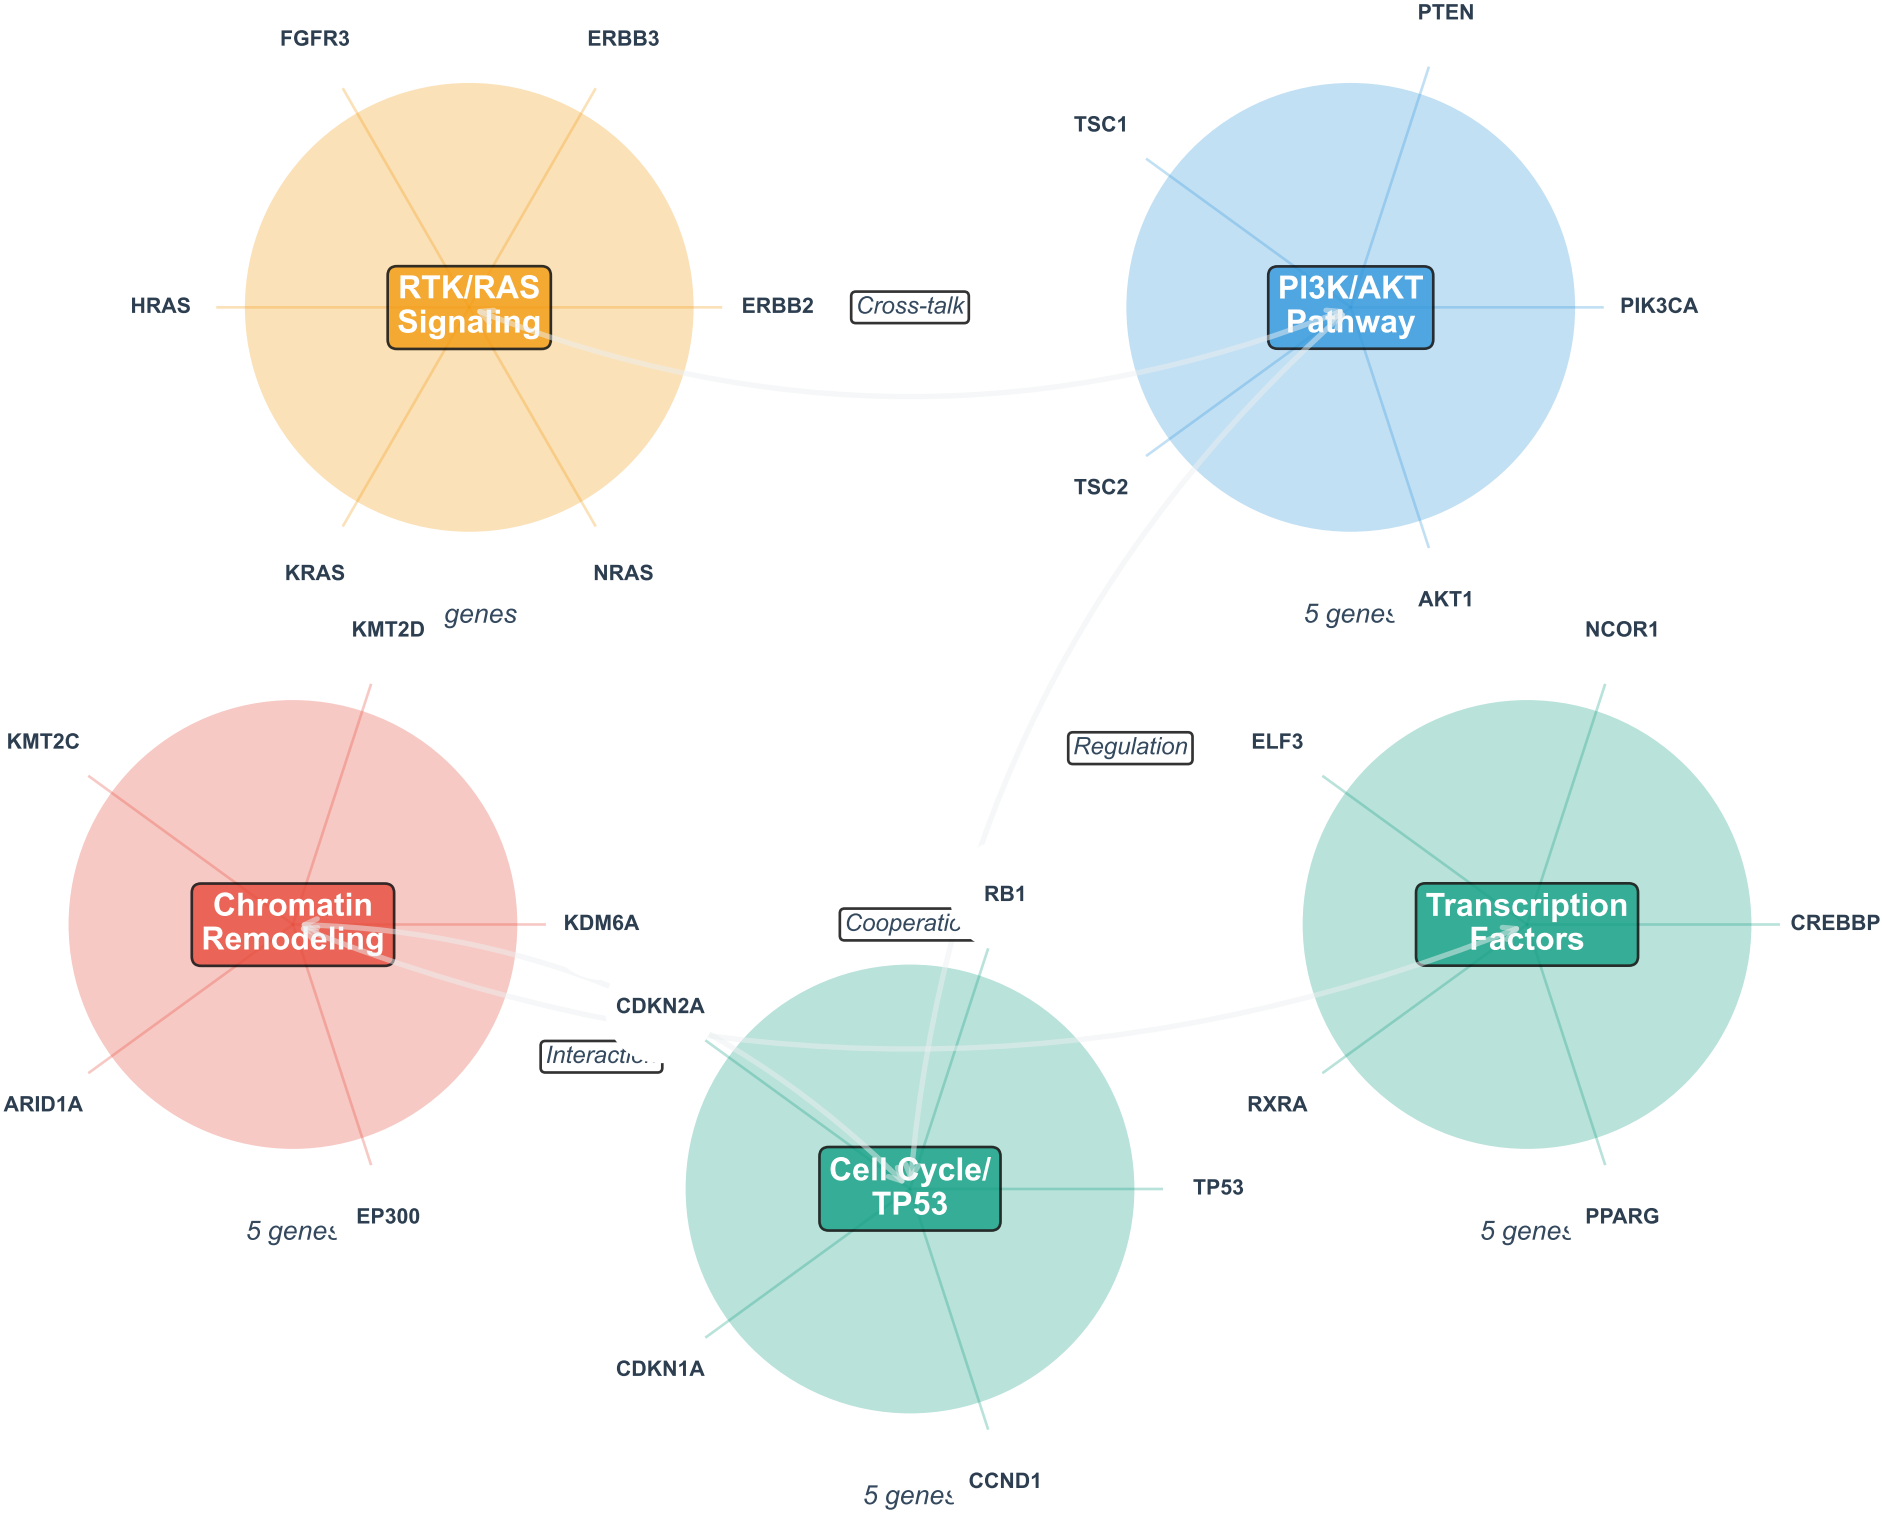 PTEN
FGFR3
ERBB3
TSC1
RTK/RAS
Signaling
PI3K/AKT
Pathway
HRAS
ERBB2
Cross-talk
PIK3CA
TSC2
KRAS
NRAS
AKT1
genes
5 genes
KMT2D
NCOR1
KMT2C
Regulation
ELF3
RB1
Chromatin
Remodeling
KDM6A
Cooperatic
Transcription
Factors
CREBBP
CDKN2A
Interaction
ARID1A
RXRA
Cell Cycle/
TP53
TP53
EP300
5 genes
PPARG
5 genes
CDKN1A
CCND1
5 genes